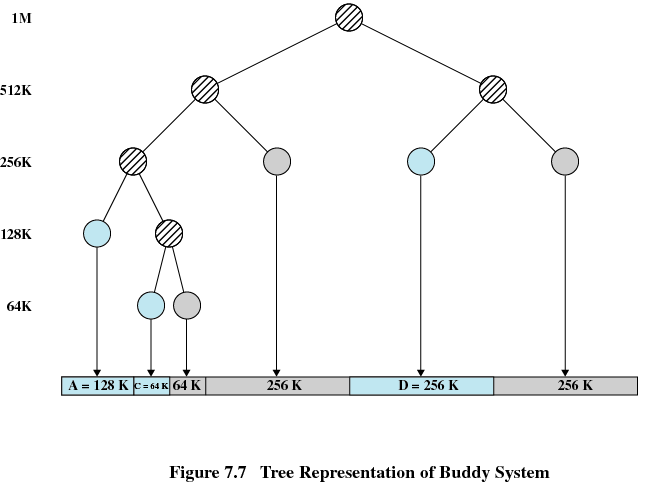 1M
512K
256K
128K
64K
A = 128 K C = 64 K 64 K 256 K D = 256 K 256 K
Figure 7.7 Tree Representation of Buddy System